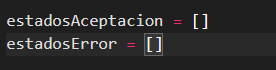 estadosAceptacion = []
estadosError = []